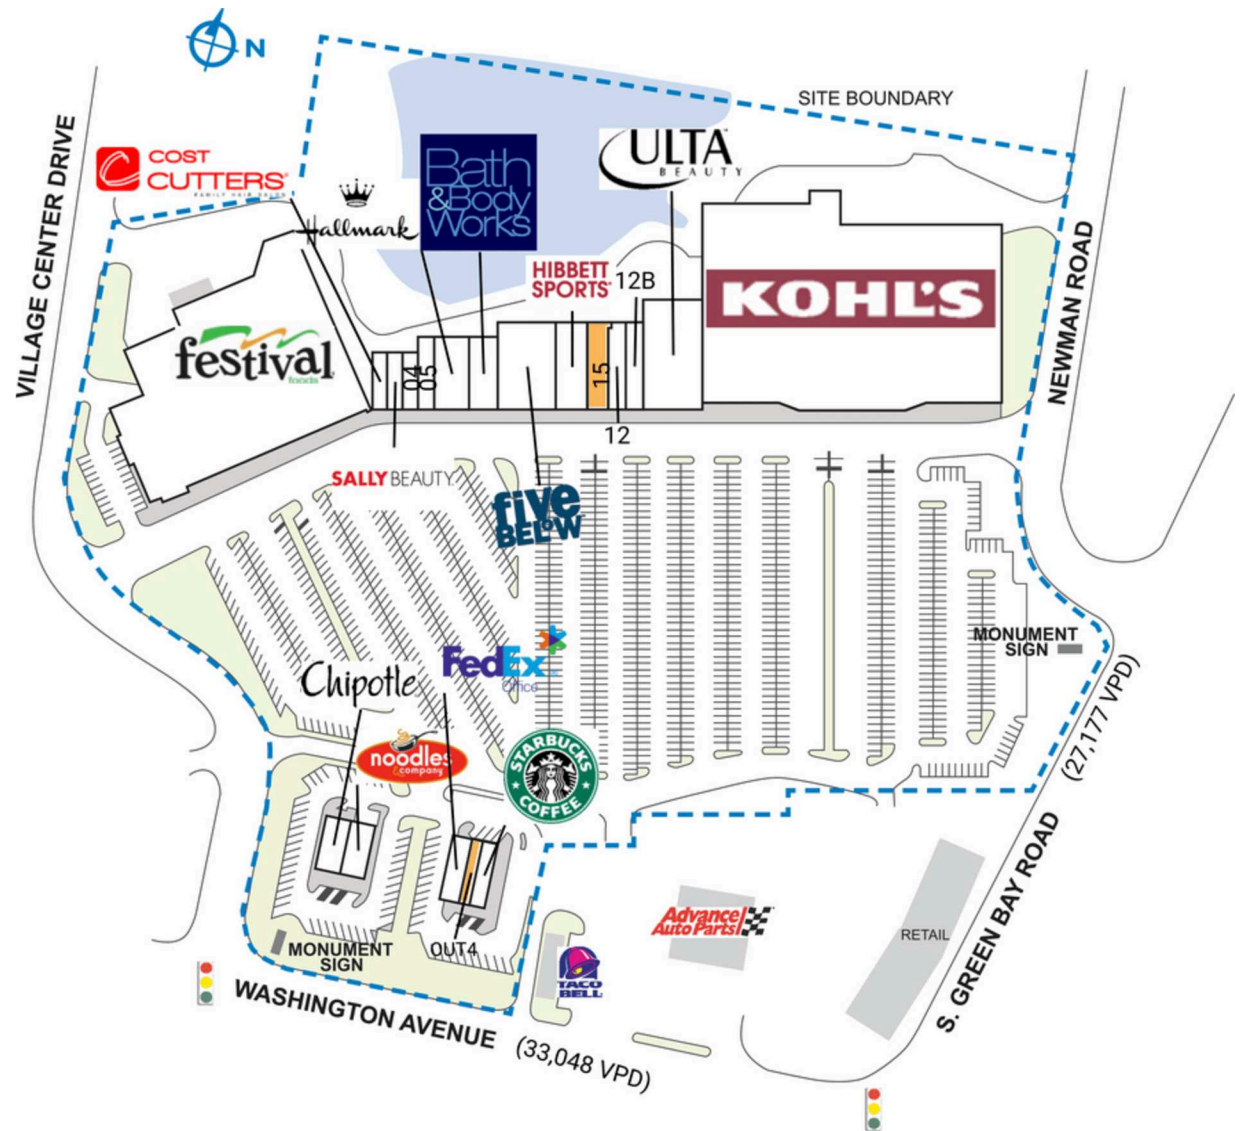 N
SITE BOUNDARY
VILLAGE CENTER DRIVE
COST
CUTTERS®
FAMILY HAIR SALON
Hallmark
Bath
&Body
Works
ULTA
BEAUTY
HIBBETT
SPORTS
12B
KOHL'S
NEWMAN ROAD
festival
foods
04
05
15
12
SALLY BEAUTY
five
BELOW
MONUMENT
SIGN
Chipotle
FedEx
Office
noodles
&company
STARBUCKS
COFFEE
S. GREEN BAY ROAD
(27,177 VPD)
Advance
Auto Parts
RETAIL
MONUMENT
SIGN
OUT4
TACO
BELL
WASHINGTON AVENUE
(33,048 VPD)